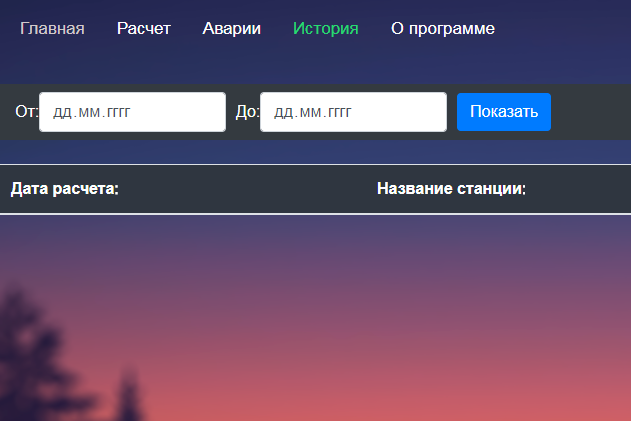 Главная Расчет Аварии История О программе
От: дд.мм.гггг До: дд.мм.гггг Показать
Дата расчета: Название станции: